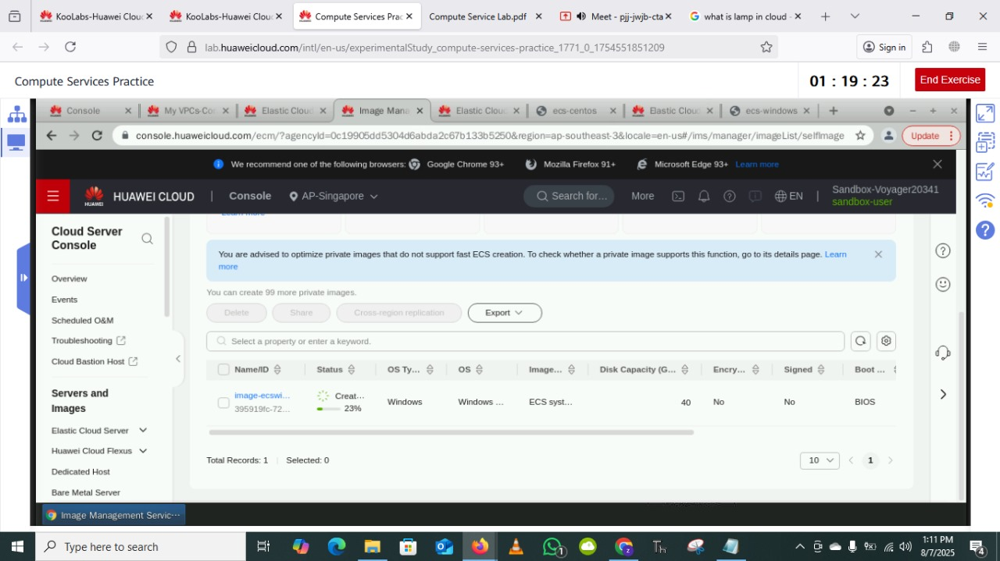 KooLabs-Huawei Cloud
KooLabs-Huawei Cloud
Compute Services Prac
Compute Service Lab.pdf
Meet - pjj-jwjb-cta
what is lamp in cloud -
lab.huaweicloud.com/intl/en-us/experimentalStudy_compute-services-practice_1771_0_1754551851209
Sign in
Compute Services Practice
01 : 19 : 23
End Exercise
Console
My VPCs-Con
Elastic Cloud
Image Mana
Elastic Cloud
ecs-centos
Elastic Cloud
ecs-windows
console.huaweicloud.com/ecm/?agencyId=0c19905dd5304d6abda2c67b133b5250&region=ap-southeast-3&locale=en-us#/ims/manager/imageList/selfImage
Update
We recommend one of the following browsers:
Google Chrome 93+
Mozilla Firefox 91+
Microsoft Edge 93+
Learn more
HUAWEI
HUAWEI CLOUD
Console
AP-Singapore
Search for...
More
EN
Sandbox-Voyager20341
sandbox-user
Learn more
Cloud Server
Console
Overview
Events
Scheduled O&M
Troubleshooting
Cloud Bastion Host
Servers and
Images
Elastic Cloud Server
Huawei Cloud Flexus
Dedicated Host
Bare Metal Server
You are advised to optimize private images that do not support fast ECS creation. To check whether a private image supports this function, go to its details page. Learn
more
You can create 99 more private images.
Delete
Share
Cross-region replication
Export
Select a property or enter a keyword.
Name/ID
Status
OS Ty...
OS
Image...
Disk Capacity (G...
Encry...
Signed
Boot ...
image-ecswi...
395919fc-72...
Creat...
23%
Windows
Windows ...
ECS syst...
40
No
No
BIOS
Total Records: 1
Selected: 0
10
1
Image Management Servic...
Type here to search
1
1:11 PM
8/7/2025
4